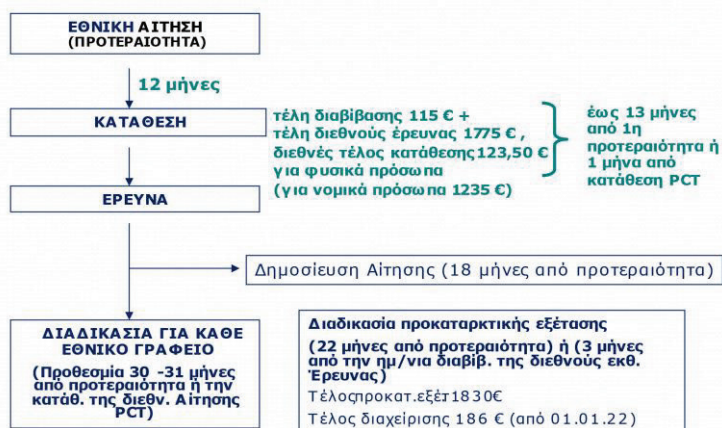 ΕΘΝΙΚΗ ΑΙΤΗΣΗ
(ΠΡΟΤΕΡΑΙΟΤΗΤΑ)
12 μήνες
ΚΑΤΑΘΕΣΗ
τέλη διαβίβασης 115 € +
τέλη διεθνούς έρευνας 1775 € ,
διεθνές τέλος κατάθεσης 123,50 €
για φυσικά πρόσωπα
(για νομικά πρόσωπα 1235 €)
έως 13 μήνες
από 1η
προτεραιότητα ή
1 μήνα από
κατάθεση PCT
ΕΡΕΥΝΑ
Δημοσίευση Αίτησης (18 μήνες από προτεραιότητα)
ΔΙΑΔΙΚΑΣΙΑ ΓΙΑ ΚΑΘΕ
ΕΘΝΙΚΟ ΓΡΑΦΕΙΟ
(Προθεσμία 30 -31 μήνες
από προτεραιότητα ή την
κατάθ. της διεθν. Αίτησης
PCT)
Διαδικασία προκαταρκτικής εξέτασης
(22 μήνες από προτεραιότητα) ή (3 μήνες
από την ημ/νια διαβίβ. της διεθνούς εκθ.
Έρευνας)
Τέλοςπροκατ.εξέτ1830€
Τέλος διαχείρισης 186 € (από 01.01.22)